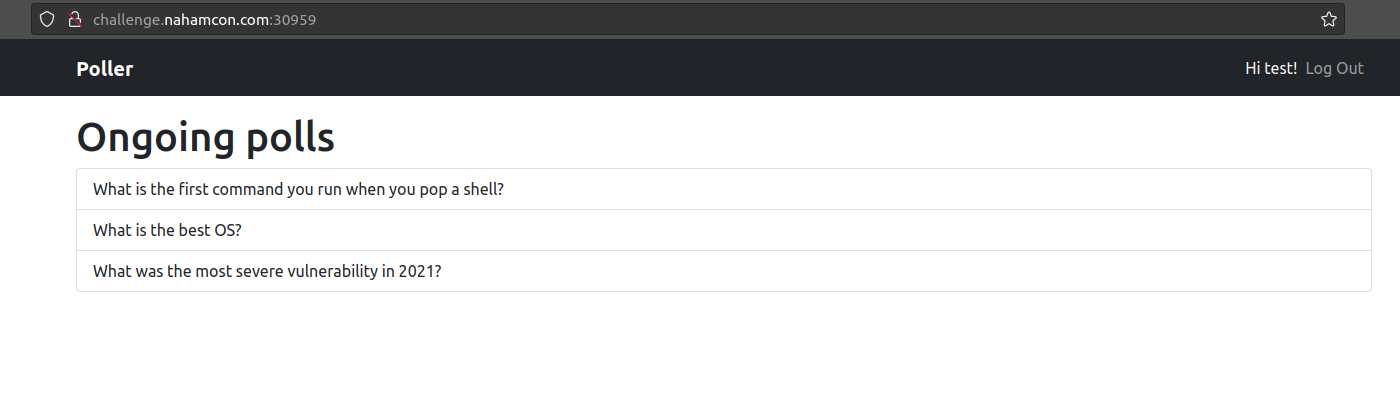 challenge.nahamcon.com:30959
Poller
Hi test! Log Out
Ongoing polls
What is the first command you run when you pop a shell?
What is the best OS?
What was the most severe vulnerability in 2021?